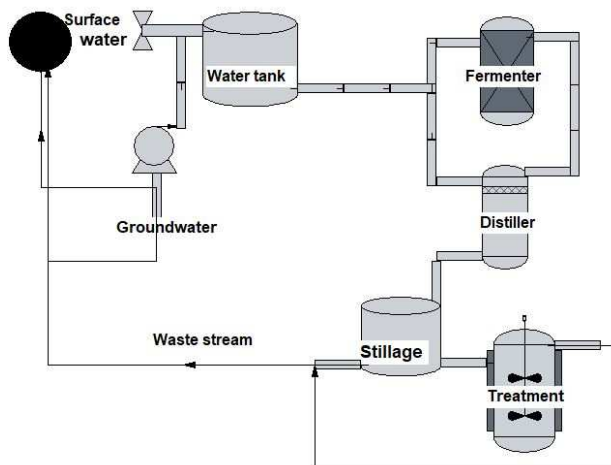 Surface
water
Water tank
Fermenter
Groundwater
Distiller
Waste stream
Stillage
Treatment